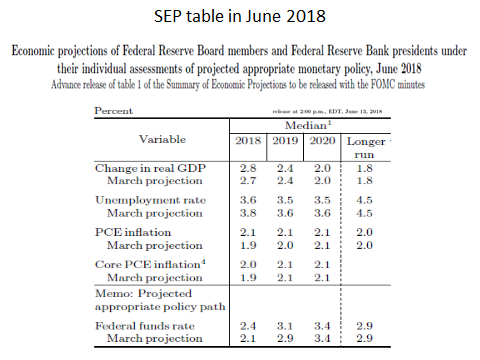 SEP table in June 2018
Economic projections of Federal Reserve Board members and Federal Reserve Bank presidents under
their individual assessments of projected appropriate monetary policy, June 2018
Advance release of table 1 of the Summary of Economic Projections to be released with the FOMC minutes
Percent release at 2:00 p.m., EDT, June 13, 2018
Median1
Variable 2018 2019 2020 Longer run
Change in real GDP 2.8 2.4 2.0 1.8
March projection 2.7 2.4 2.0 1.8
Unemployment rate 3.6 3.5 3.5 4.5
March projection 3.8 3.6 3.6 4.5
PCE inflation 2.1 2.1 2.1 2.0
March projection 1.9 2.0 2.1 2.0
Core PCE inflation4 2.0 2.1 2.1
March projection 1.9 2.1 2.1
Memo: Projected
appropriate policy path
Federal funds rate 2.4 3.1 3.4 2.9
March projection 2.1 2.9 3.4 2.9